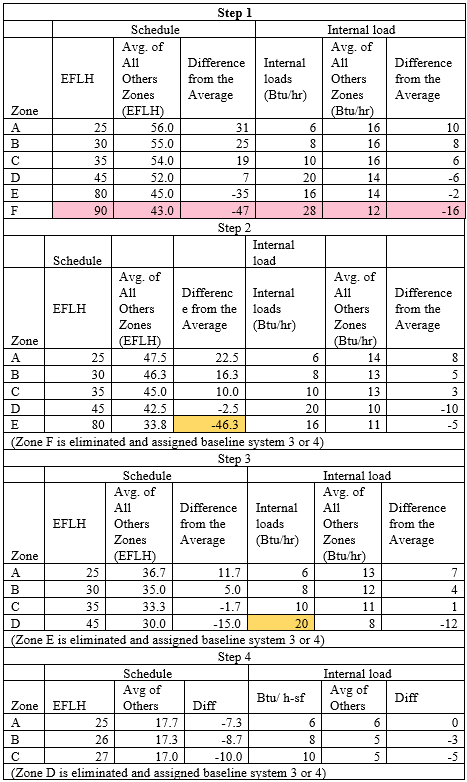 Step 1
Schedule Internal load
Zone EFLH Avg. of All Others Zones (EFLH) Difference from the Average Internal loads (Btu/hr) Avg. of All Others Zones (Btu/hr) Difference from the Average
A 25 56.0 31 6 16 10
B 30 55.0 25 8 16 8
C 35 54.0 19 10 16 6
D 45 52.0 7 20 14 -6
E 80 45.0 -35 16 14 -2
F 90 43.0 -47 28 12 -16
Step 2
Schedule Internal load
Zone EFLH Avg. of All Others Zones (EFLH) Differenc e from the Average Internal loads (Btu/hr) Avg. of All Others Zones (Btu/hr) Difference from the Average
A 25 47.5 22.5 6 14 8
B 30 46.3 16.3 8 13 5
C 35 45.0 10.0 10 13 3
D 45 42.5 -2.5 20 10 -10
E 80 33.8 -46.3 16 11 -5
(Zone F is eliminated and assigned baseline system 3 or 4)
Step 3
Schedule Internal load
Zone EFLH Avg. of All Others Zones (EFLH) Difference from the Average Internal loads (Btu/hr) Avg. of All Others Zones (Btu/hr) Difference from the Average
A 25 36.7 11.7 6 13 7
B 30 35.0 5.0 8 12 4
C 35 33.3 -1.7 10 11 1
D 45 30.0 -15.0 20 8 -12
(Zone E is eliminated and assigned baseline system 3 or 4)
Step 4
Schedule Internal load
Zone EFLH Avg of Others Diff Btu/ h-sf Avg of Others Diff
A 25 17.7 -7.3 6 6 0
B 26 17.3 -8.7 8 5 -3
C 27 17.0 -10.0 10 5 -5
(Zone D is eliminated and assigned baseline system 3 or 4)